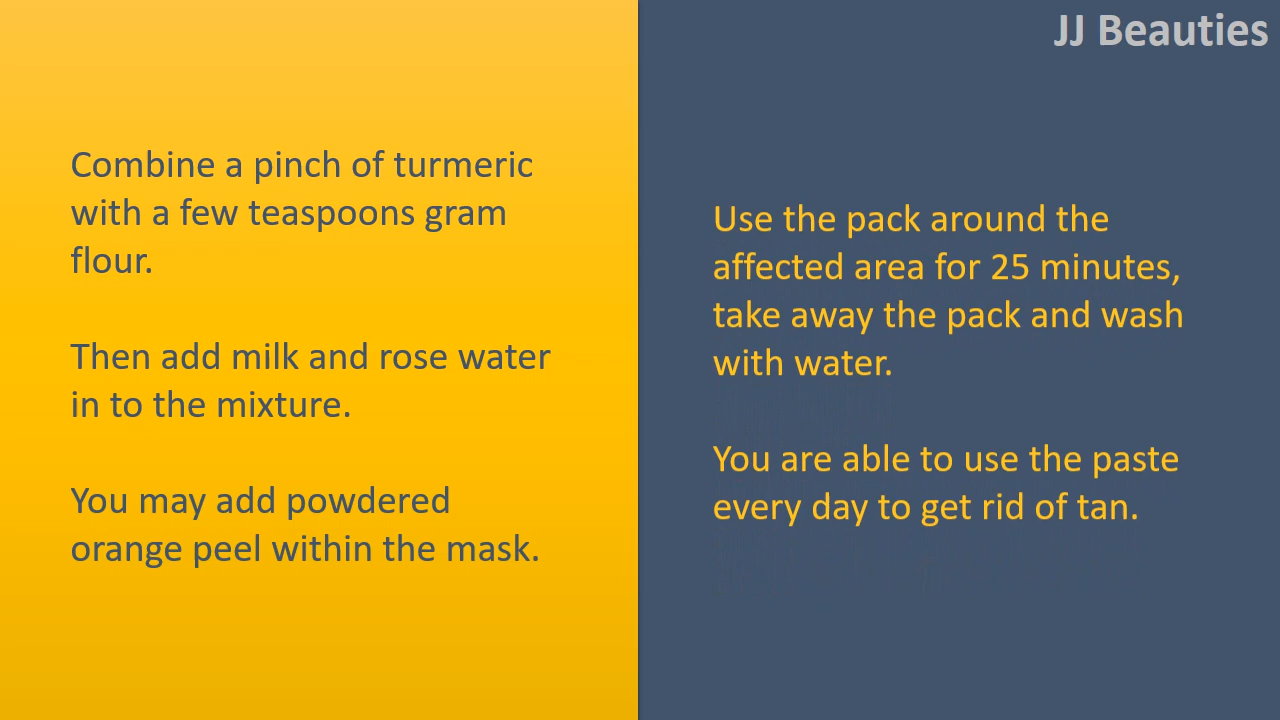 JJ Beauties
Combine a pinch of turmeric
with a few teaspoons gram
flour.
Then add milk and rose water
in to the mixture.
You may add powdered
orange peel within the mask.
Use the pack around the
affected area for 25 minutes,
take away the pack and wash
with water.
You are able to use the paste
every day to get rid of tan.